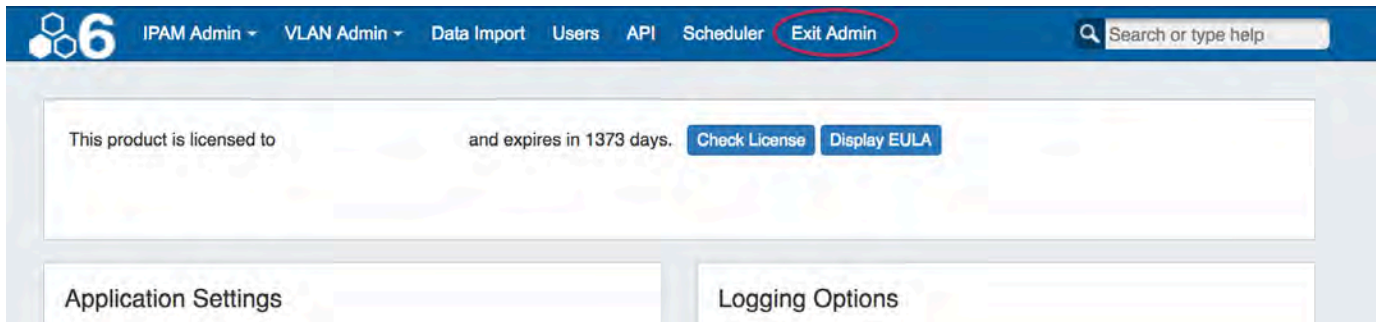 6 IPAM Admin VLAN Admin Data Import Users API Scheduler Exit Admin Search or type help
This product is licensed to and expires in 1373 days. Check License Display EULA
Application Settings Logging Options